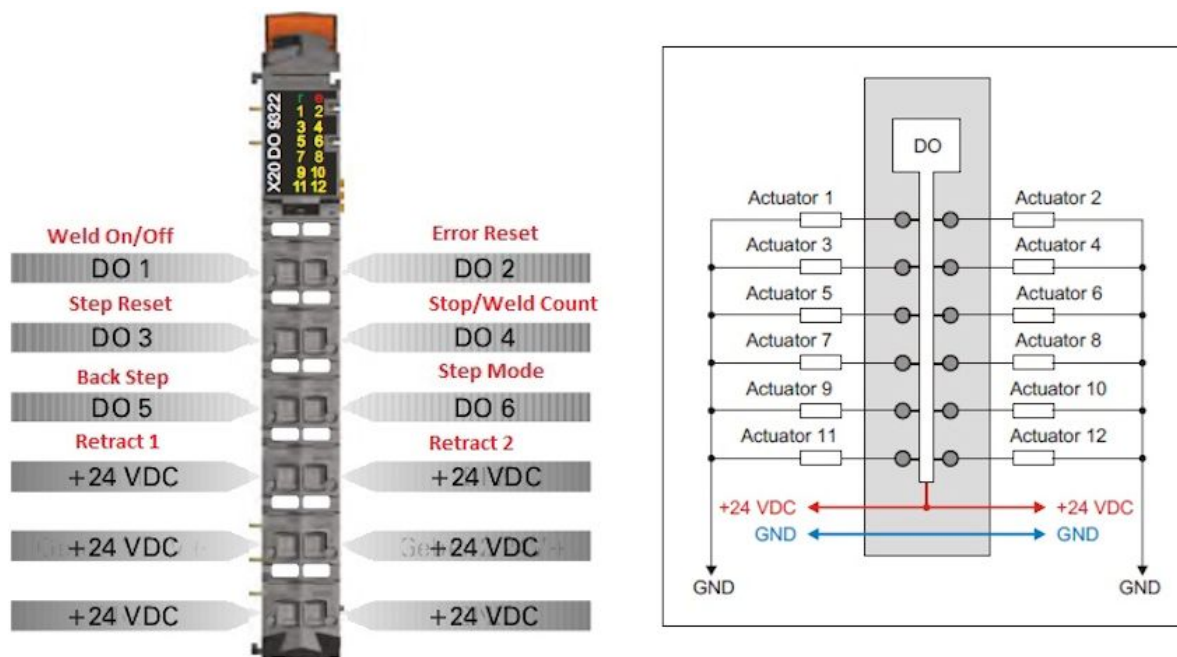 X20 DO 9322
r e
1 2
3 4
5 6
7 8
9 10
11 12
Weld On/Off Error Reset
DO 1 DO 2
Step Reset Stop/Weld Count
DO 3 DO 4
Back Step Step Mode
DO 5 DO 6
Retract 1 Retract 2
+24 VDC +24 VDC
+24 VDC +24 VDC
+24 VDC +24 VDC
DO
Actuator 1 Actuator 2
Actuator 3 Actuator 4
Actuator 5 Actuator 6
Actuator 7 Actuator 8
Actuator 9 Actuator 10
Actuator 11 Actuator 12
+24 VDC +24 VDC
GND GND
GND GND